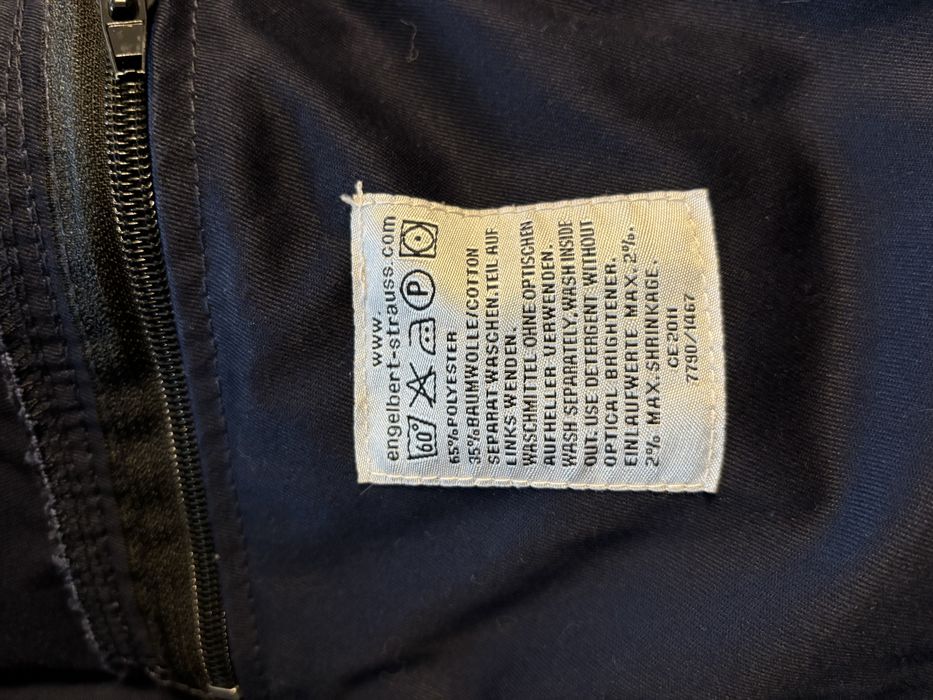 www.
engelbert-strauss.com
60° P
65%POLYESTER
35%BAUMWOLLE/COTTON
SEPARAT WASCHEN.TEIL AUF
LINKS WENDEN.
WASCHMITTEL OHNE OPTISCHEN
AUFHELLER VERWENDEN.
WASH SEPARATELY, WASH INSIDE
OUT. USE DETERGENT WITHOUT
OPTICAL BRIGHTENER.
EINLAUFWERTE MAX. 2%.
2% MAX. SHRINKAGE.
OE2011
7790/1467